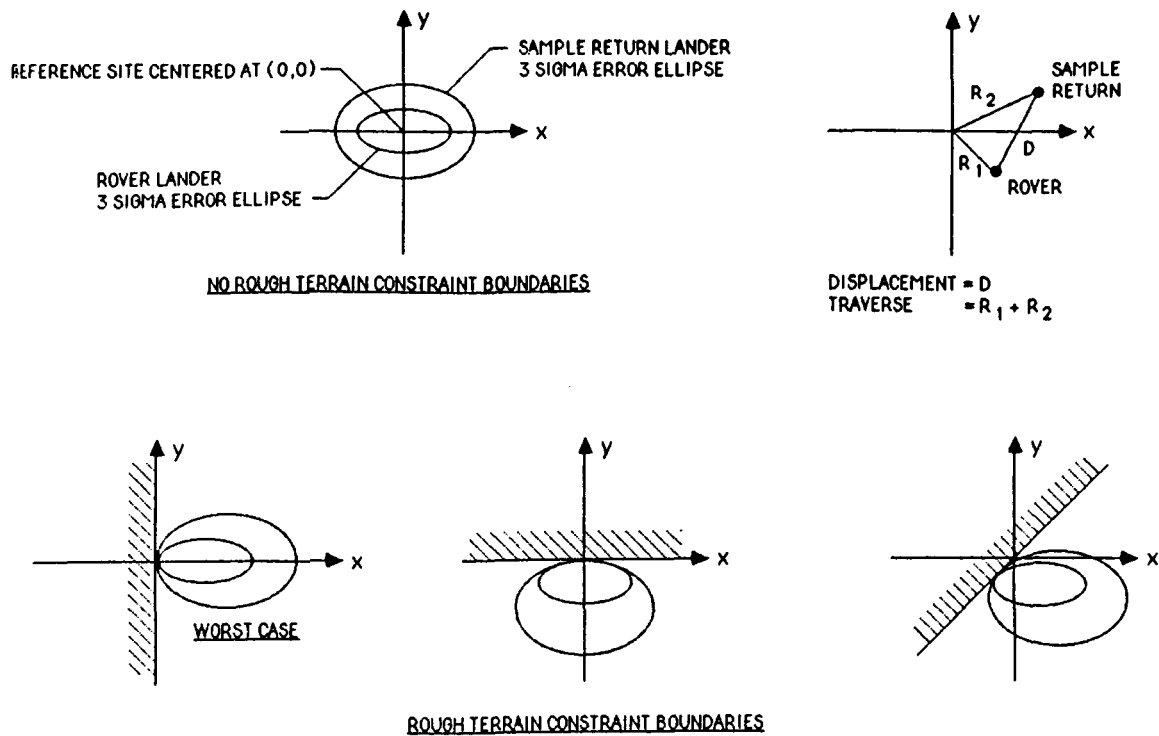 y
SAMPLE RETURN LANDER
3 SIGMA ERROR ELLIPSE
REFERENCE SITE CENTERED AT (0,0)
x
ROVER LANDER
3 SIGMA ERROR ELLIPSE
NO ROUGH TERRAIN CONSTRAINT BOUNDARIES
y
SAMPLE
RETURN
R2
x
D
R1
ROVER
DISPLACEMENT = D
TRAVERSE = R1 + R2
y
x
WORST CASE
y
x
y
x
ROUGH TERRAIN CONSTRAINT BOUNDARIES